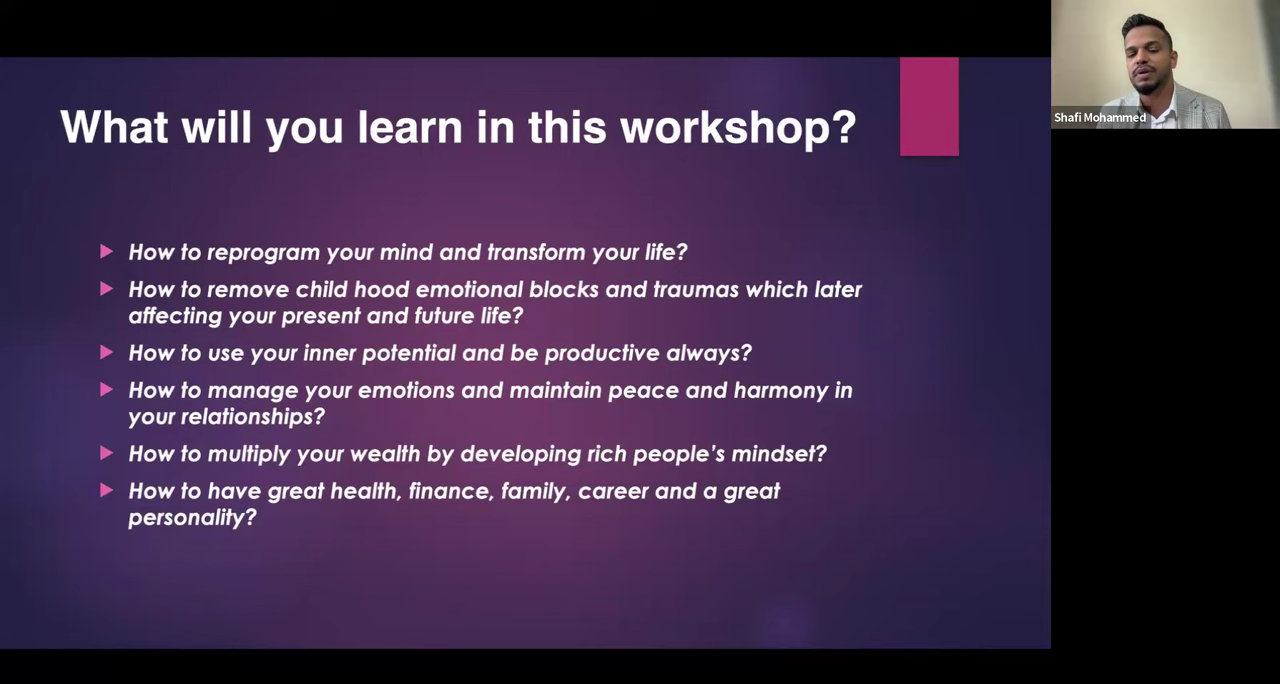 What will you learn in this workshop?
How to reprogram your mind and transform your life?
How to remove child hood emotional blocks and traumas which later
affecting your present and future life?
How to use your inner potential and be productive always?
How to manage your emotions and maintain peace and harmony in
your relationships?
How to multiply your wealth by developing rich people’s mindset?
How to have great health, finance, family, career and a great
personality?
Shafi Mohammed